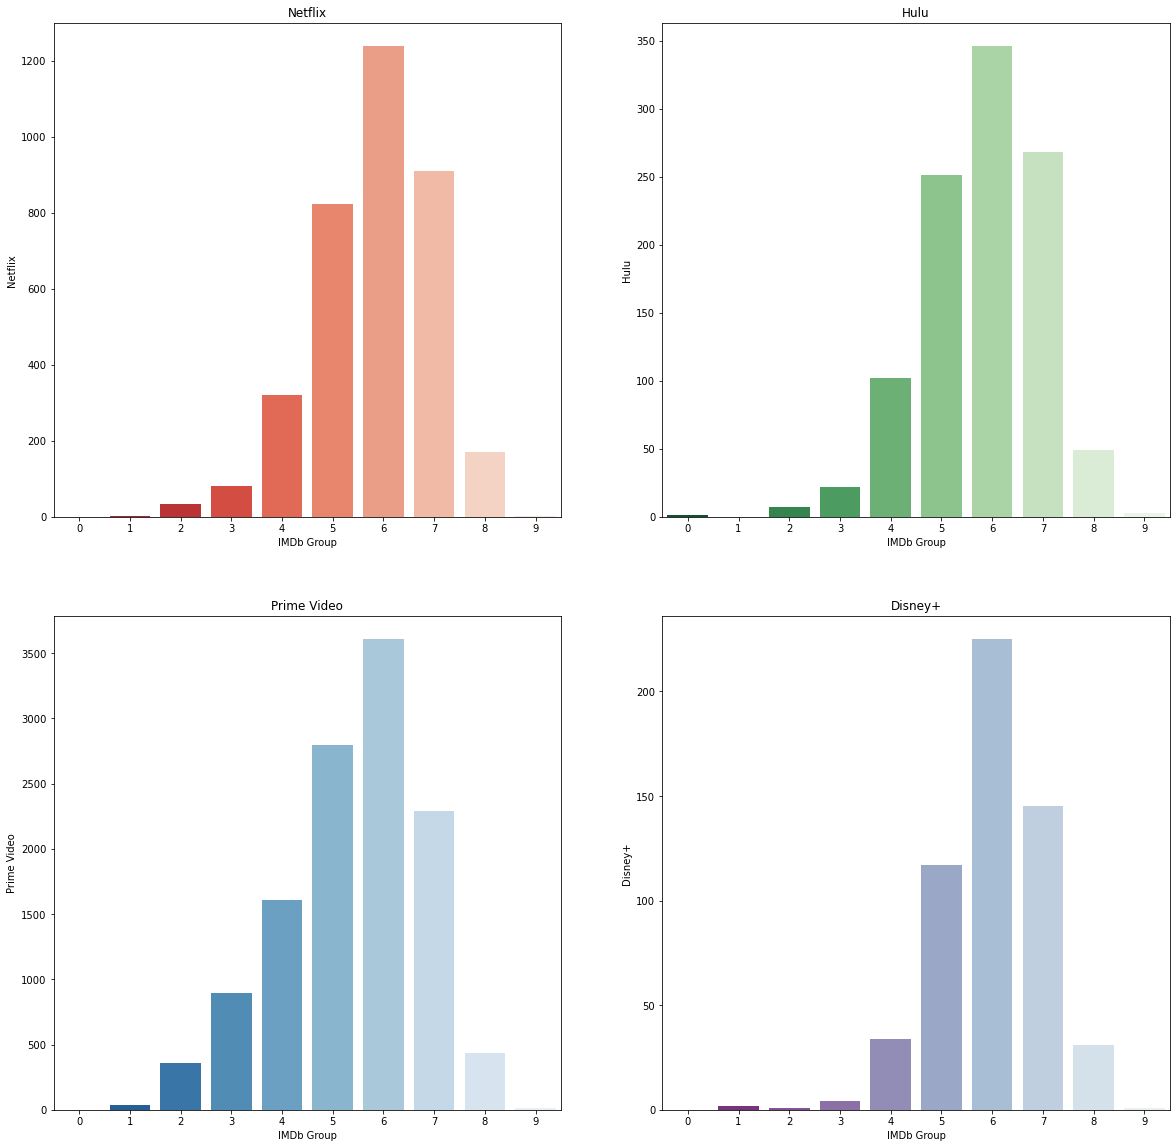 Netflix
1200
1000
800
600
400
200
0
Netflix
0 1 2 3 4 5 6 7 8 9
IMDb Group
Hulu
350
300
250
200
150
100
50
0
Hulu
0 1 2 3 4 5 6 7 8 9
IMDb Group
Prime Video
3500
3000
2500
2000
1500
1000
500
0
Prime Video
0 1 2 3 4 5 6 7 8 9
IMDb Group
Disney+
200
150
100
50
0
Disney+
0 1 2 3 4 5 6 7 8 9
IMDb Group